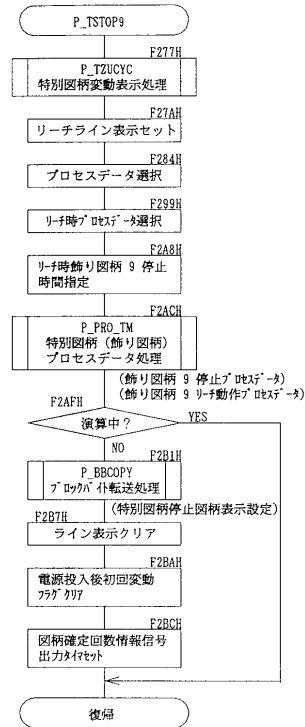 P_TSTOP9
F277H
P_TZUCYC
特別図柄変動表示処理
F27AH
リーチライン表示セット
F284H
プロセスデータ選択
F299H
ﾘｰﾁ時ﾌﾟﾛｾｽﾃﾞｰﾀ選択
F2A8H
ﾘｰﾁ時飾り図柄 9 停止
時間指定
F2ACH
P_PRO_TM
特別図柄（飾り図柄）
プロセスデータ処理
(飾り図柄 9 停止ﾌﾟﾛｾｽﾃﾞｰﾀ)
(飾り図柄 9 リーチ動作ﾌﾟﾛｾｽﾃﾞｰﾀ)
F2AFH
演算中？
YES
NO
F2B1H
P_BBCOPY
ﾌﾞﾛｯｸﾊﾞｲﾄ転送処理
(特別図柄停止図柄表示設定)
F2B7H
ライン表示クリア
F2BAH
電源投入後初回変動
ﾌﾗｸﾞｸﾘｱ
F2BCH
図柄確定回数情報信号
出力ﾀｲﾏｾｯﾄ
復帰